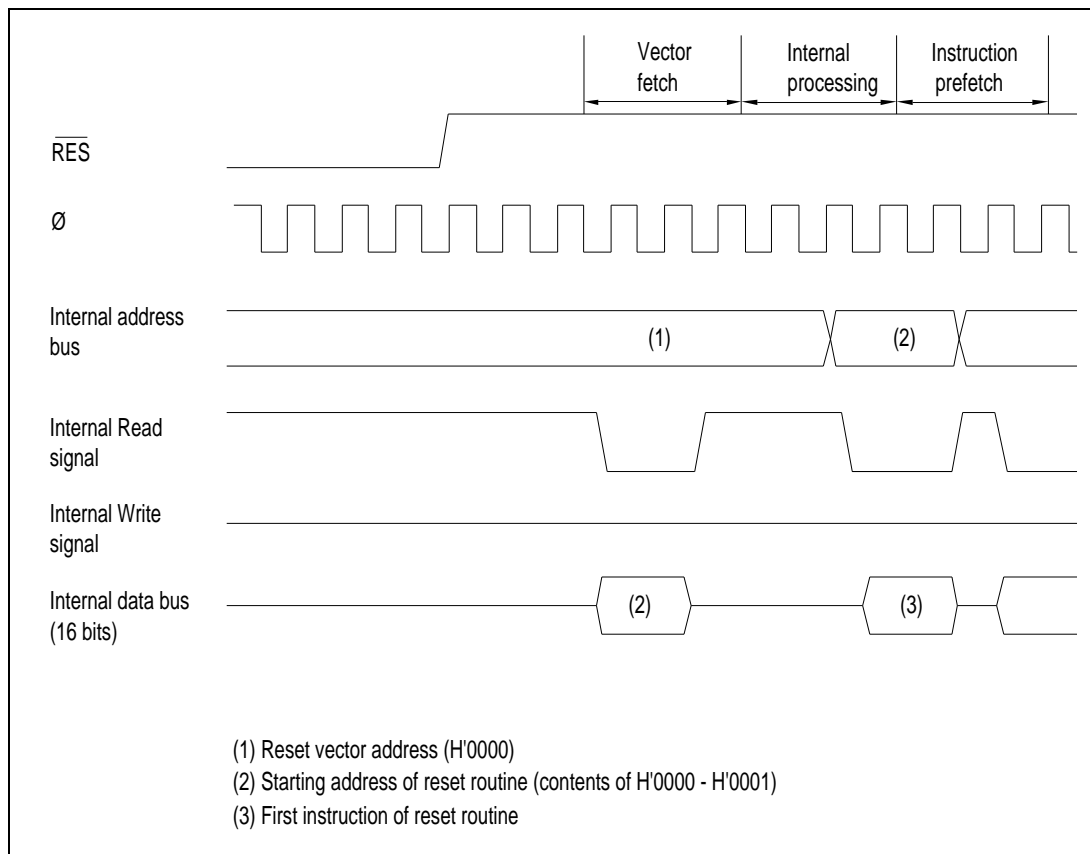 Vector
fetch
Internal
processing
Instruction
prefetch
RES
Ø
Internal address
bus
(1)
(2)
Internal Read
signal
Internal Write
signal
Internal data bus
(16 bits)
(2)
(3)
(1) Reset vector address (H'0000)
(2) Starting address of reset routine (contents of H'0000 - H'0001)
(3) First instruction of reset routine